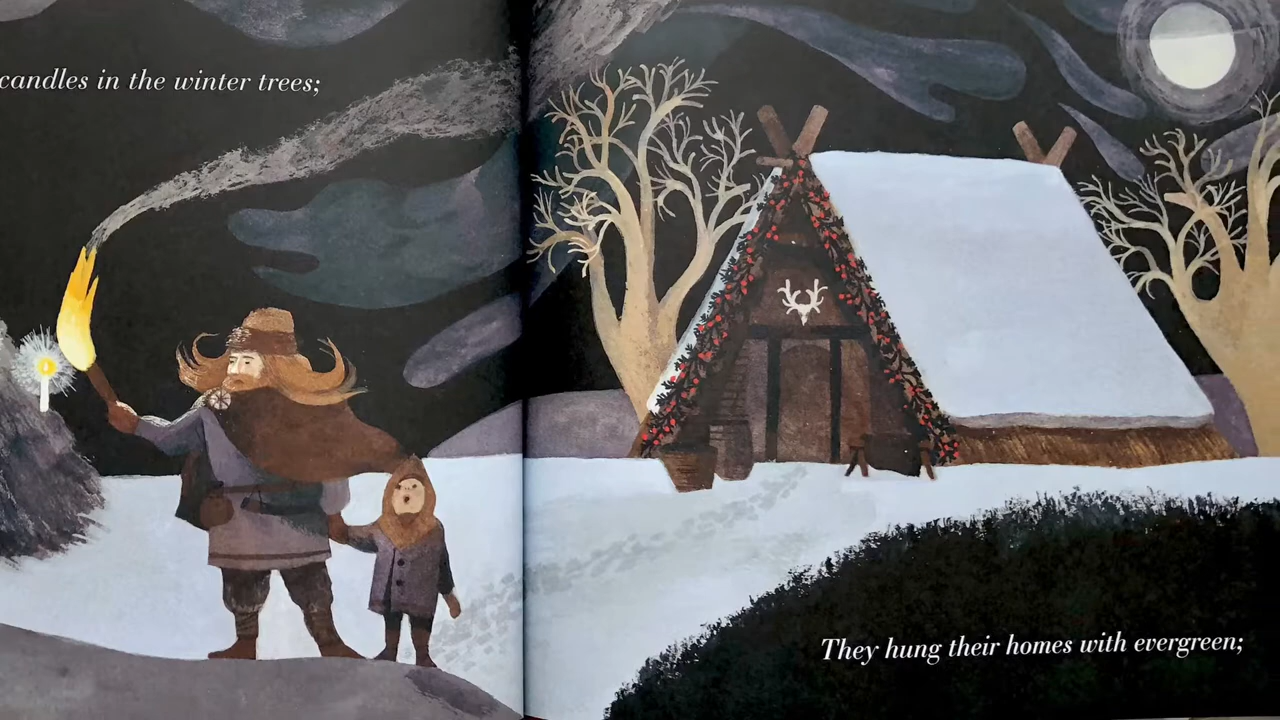 candles in the winter trees;
They hung their homes with evergreen;